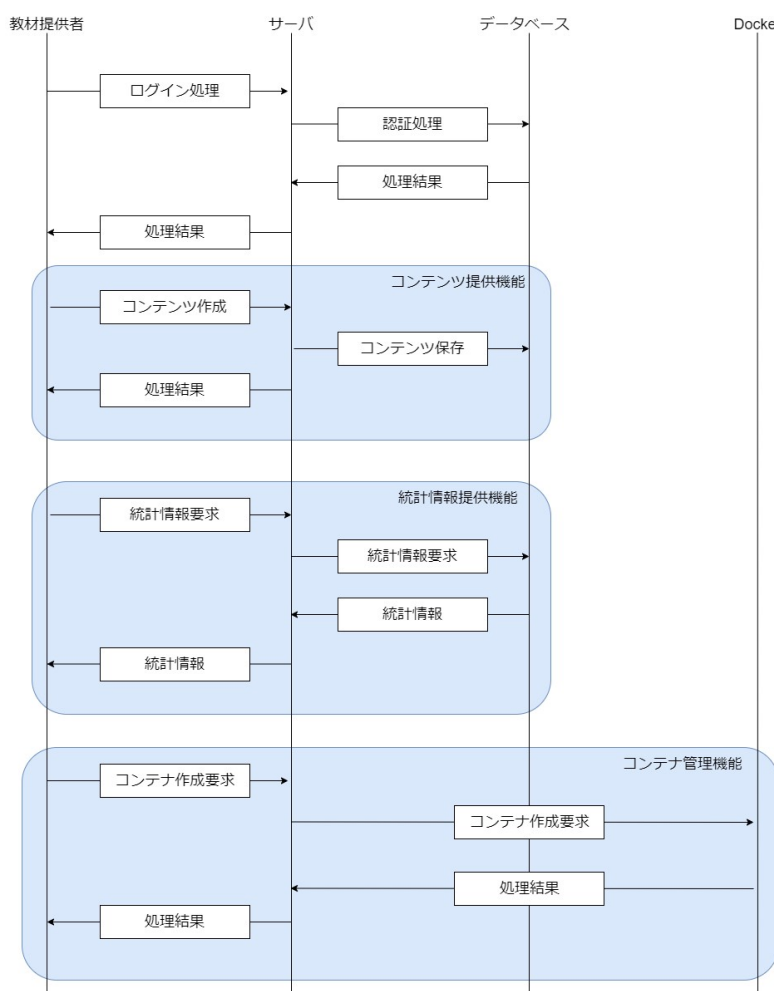 教材提供者
サーバ
データベース
Docke
ログイン処理
認証処理
処理結果
処理結果
コンテンツ提供機能
コンテンツ作成
コンテンツ保存
処理結果
統計情報提供機能
統計情報要求
統計情報要求
統計情報
統計情報
コンテナ管理機能
コンテナ作成要求
コンテナ作成要求
処理結果
処理結果